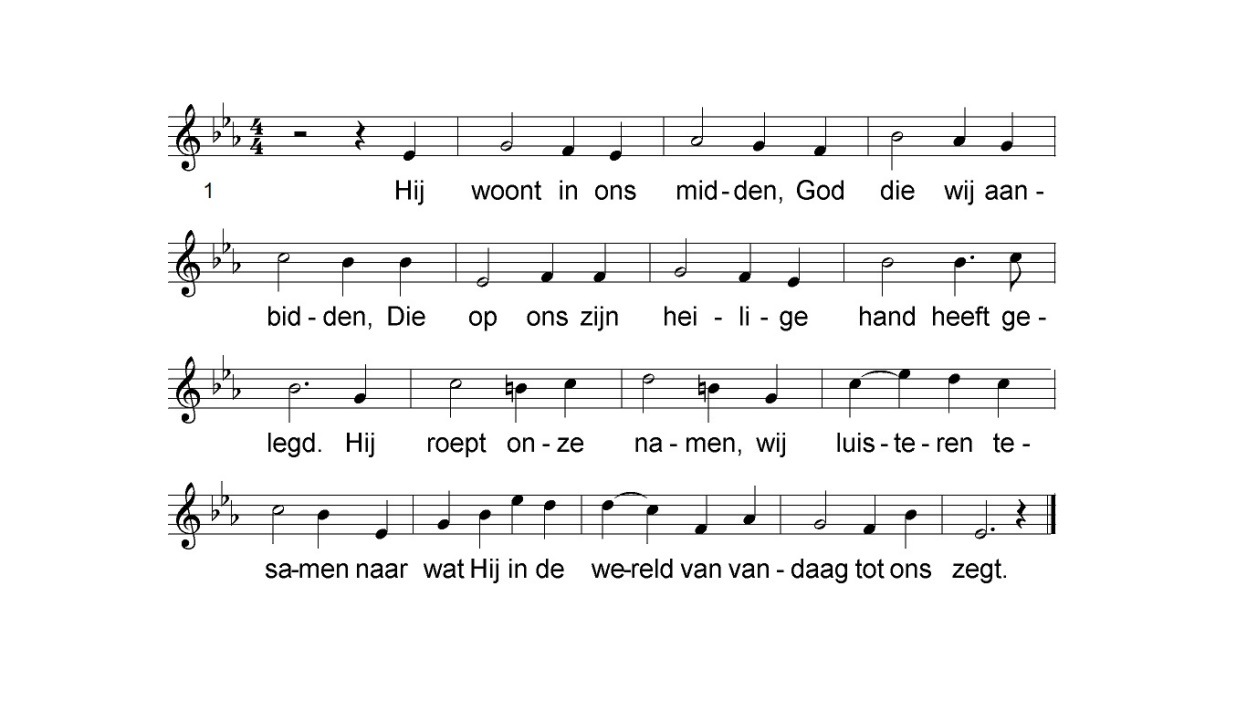 4
4
1 Hij woont in ons mid-den, God die wij aan -
bid - den, Die op ons zijn hei - li - ge hand heeft ge -
legd. Hij roept on - ze na - men, wij luis - te - ren te -
sa-men naar wat Hij in de we-reld van van - daag tot ons zegt.